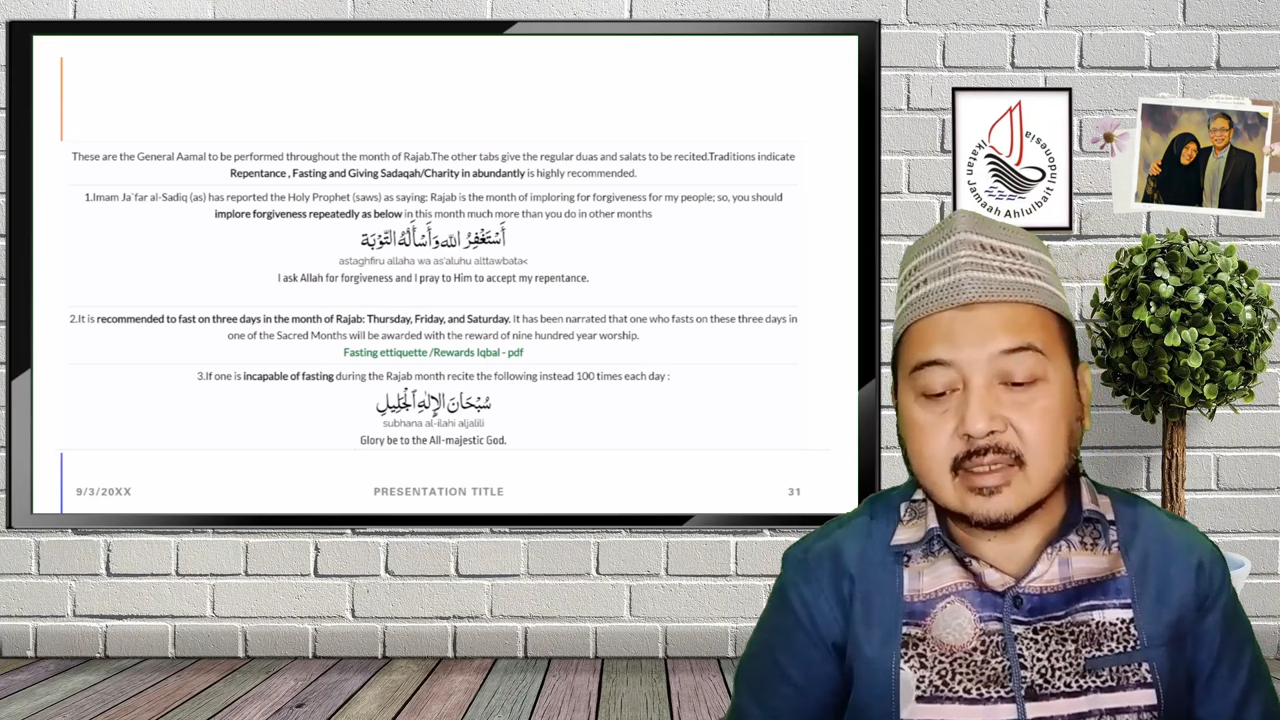 These are the General Aamal to be performed throughout the month of Rajab.The other tabs give the regular duas and salats to be recited.Traditions indicate
Repentance , Fasting and Giving Sadaqah/Charity in abundantly is highly recommended.
1.Imam Ja`far al-Sadiq (as) has reported the Holy Prophet (saws) as saying: Rajab is the month of imploring for forgiveness for my people; so, you should
implore forgiveness repeatedly as below in this month much more than you do in other months
أَسْتَغْفِرُ اللّٰهَ وَأَسْأَلُهُ التَّوْبَةَ
astaghfiru allaha wa as'aluhu alttawbata<
I ask Allah for forgiveness and I pray to Him to accept my repentance.
2.It is recommended to fast on three days in the month of Rajab: Thursday, Friday, and Saturday. It has been narrated that one who fasts on these three days in
one of the Sacred Months will be awarded with the reward of nine hundred year worship.
Fasting ettiquette /Rewards Iqbal - pdf
3.If one is incapable of fasting during the Rajab month recite the following instead 100 times each day :
سُبْحَانَ ٱلإِلٰهِ ٱلْجَلِيلِ
subhana al-ilahi aljalili
Glory be to the All-majestic God.
9/3/20XX
PRESENTATION TITLE
31
Ikatan Jamaah Ahlulbait Indonesia